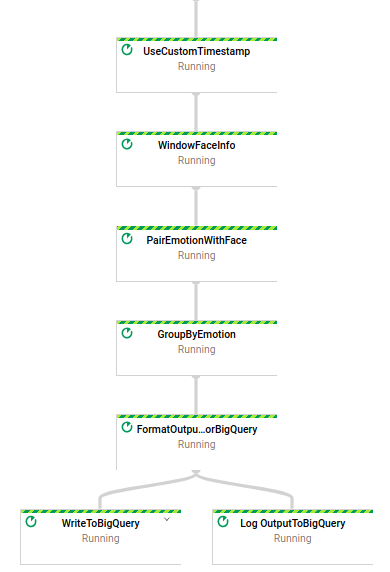 UseCustomTimestamp
Running
WindowFaceInfo
Running
PairEmotionWithFace
Running
GroupByEmotion
Running
FormatOutpu...orBigQuery
Running
WriteToBigQuery
Running
Log OutputToBigQuery
Running